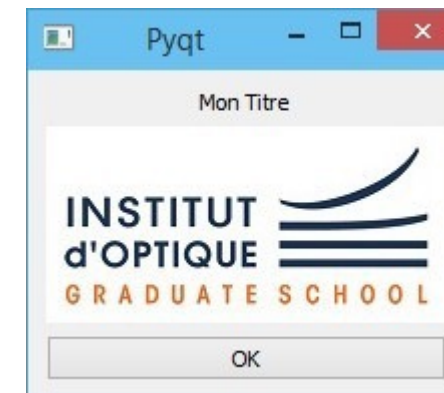 Pyqt
Mon Titre
INSTITUT
d'OPTIQUE
GRADUATE SCHOOL
OK